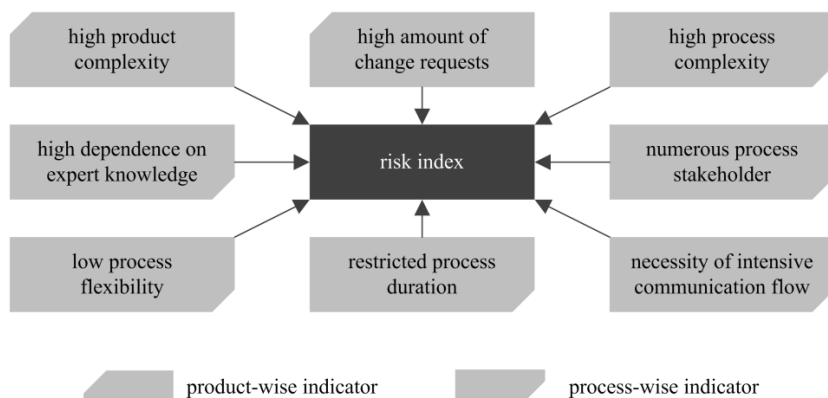 high product
complexity
high amount of
change requests
high process
complexity
high dependence on
expert knowledge
risk index
numerous process
stakeholder
low process
flexibility
restricted process
duration
necessity of intensive
communication flow
product-wise indicator
process-wise indicator